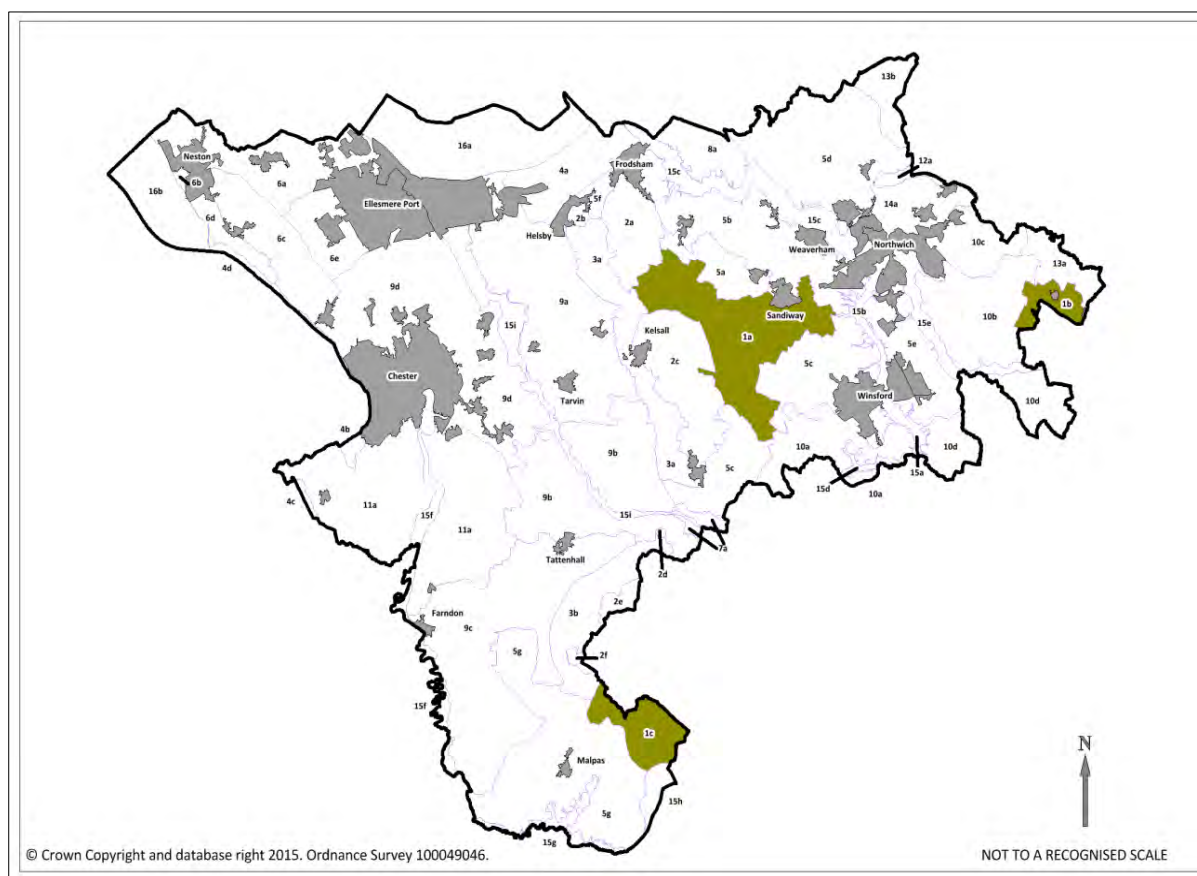 13b
16a
8a
5d
12a
Neston
6b
6a
4a
Frodsham
15c
16b
Ellesmere Port
5f
2b
14a
6d
Helsby
2a
5b
15c
Weaverham
Northwich
6c
6e
10c
4d
3a
5a
13a
9d
9a
Sandiway
1b
15i
Kelsall
1a
15b
15e
10b
2c
5e
5c
Chester
Winsford
9d
Tarvin
10d
4b
9b
3a
5c
10a
15a
10d
4c
11a
9b
15d
10a
15f
15i
11a
7a
Tattenhall
2d
3b
2e
Farndon
9c
5g
2f
15f
1c
N
Malpas
15h
5g
15g
© Crown Copyright and database right 2015. Ordnance Survey 100049046.
NOT TO A RECOGNISED SCALE